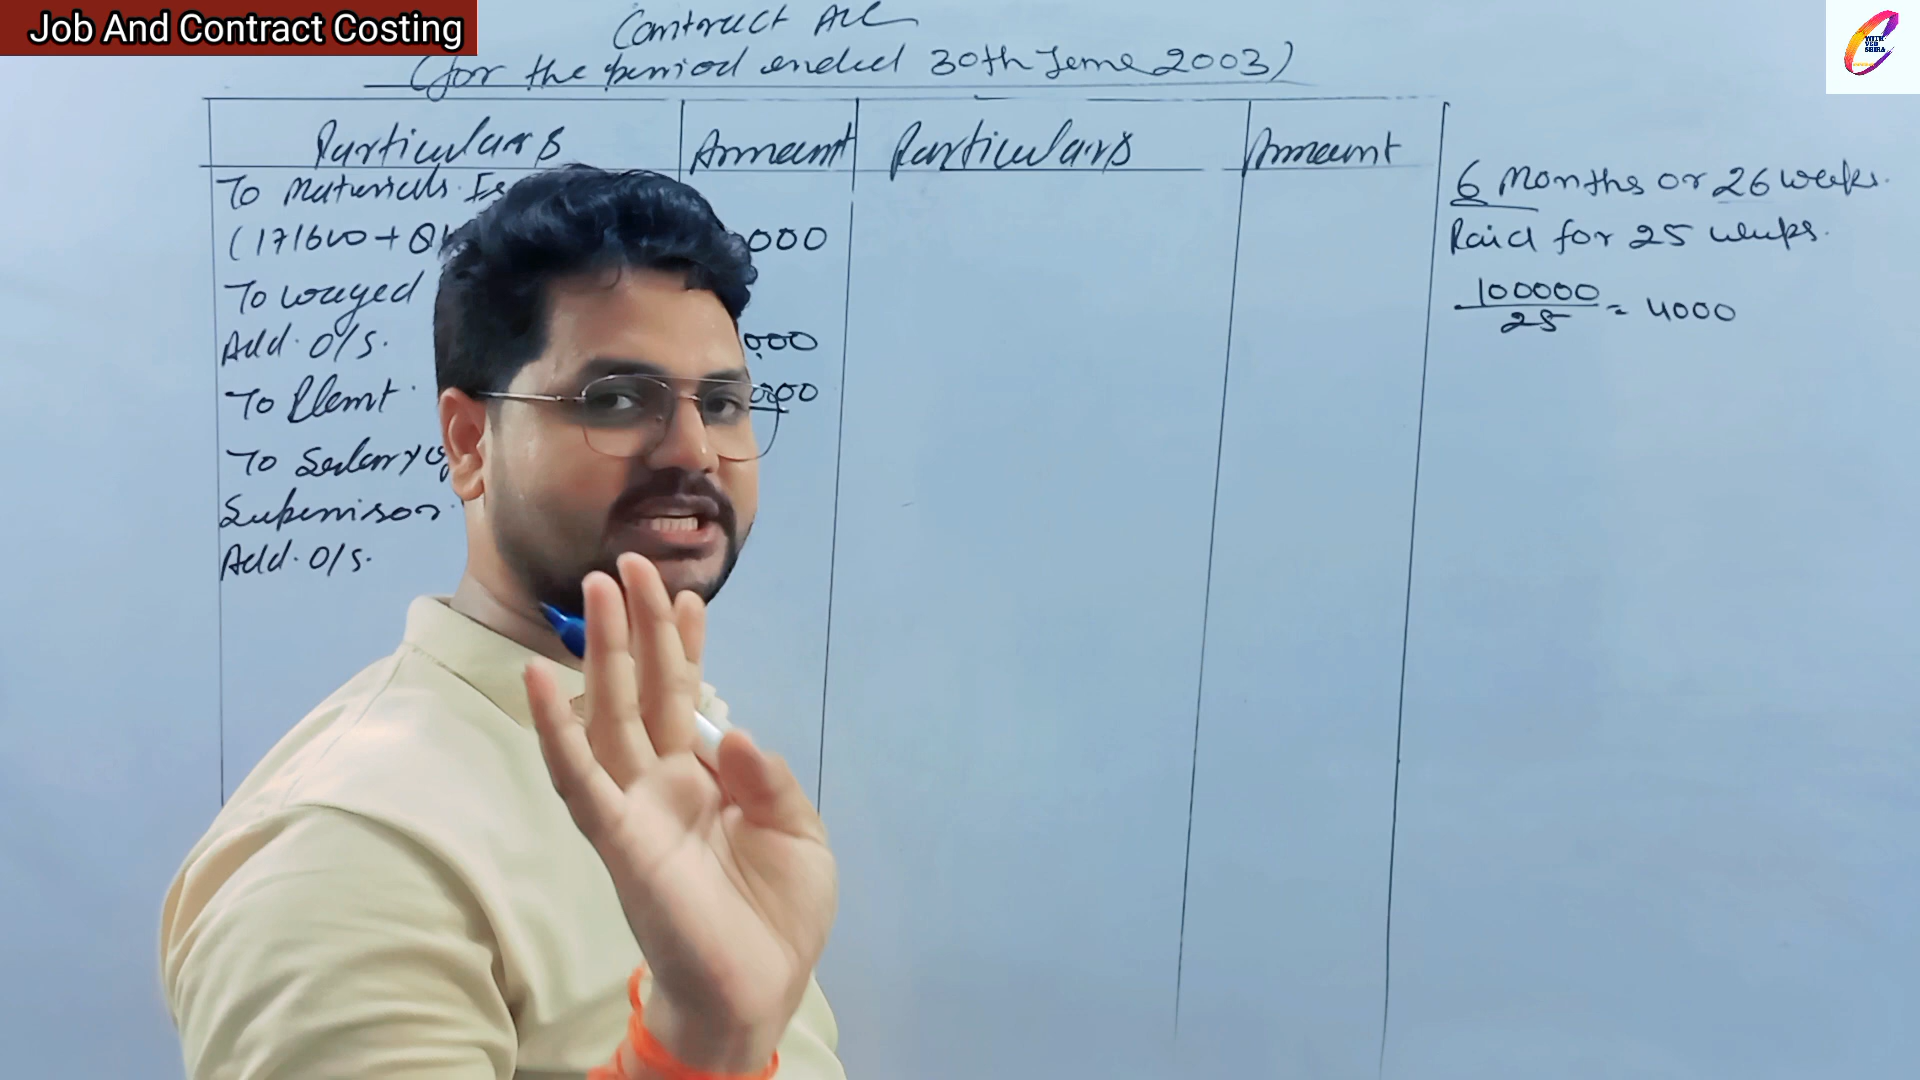 Job And Contract Costing
Contract A/c
(for the period ended 30th June 2003)
Particulars Amount Particulars Amount
To Materials
000
To waged
Add. O/S. 000
To Plant. 000
To Salary
Supervisor
Add. O/S.
6 Months or 26 weeks.
Paid for 25 weeks.
100000
25
= 4000